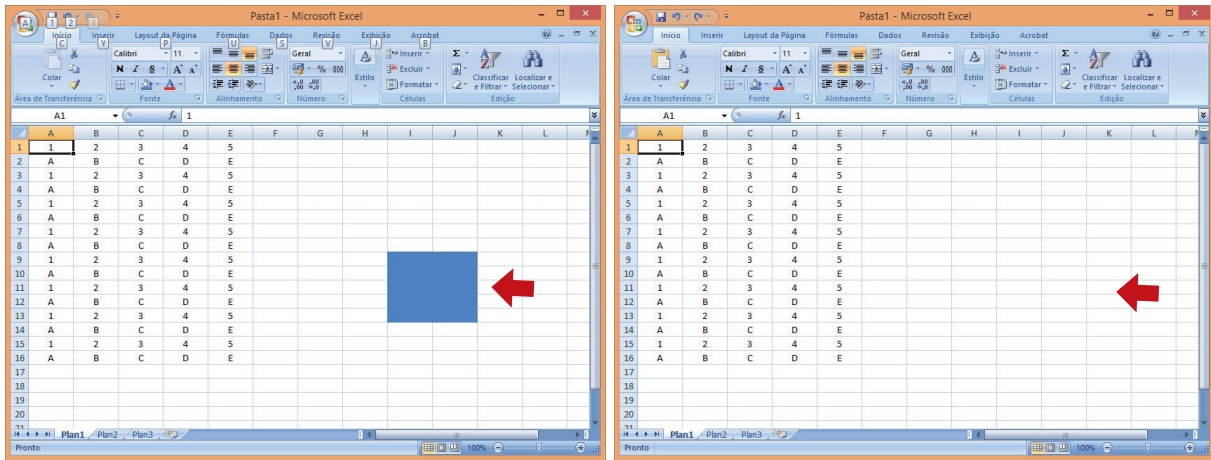 Pasta1 - Microsoft Excel
A 1 2 3
Início Inserir Layout da Página Fórmulas Dados Revisão Exibição Acrobat
C Y P U S V J B
Calibri 11 Geral Inserir
N I S A A % 000 Excluir
Colar Estilo Formatar Classificar e Filtrar Localizar e Selecionar
Área de Transferência Fonte Alinhamento Número Células Edição
A1 fx 1
A B C D E F G H I J K L
1 1 2 3 4 5
2 A B C D E
3 1 2 3 4 5
4 A B C D E
5 1 2 3 4 5
6 A B C D E
7 1 2 3 4 5
8 A B C D E
9 1 2 3 4 5
10 A B C D E
11 1 2 3 4 5
12 A B C D E
13 1 2 3 4 5
14 A B C D E
15 1 2 3 4 5
16 A B C D E
17
18
19
20
21
Plan1 Plan2 Plan3
Pronto 100%
Pasta1 - Microsoft Excel
Início Inserir Layout da Página Fórmulas Dados Revisão Exibição Acrobat
Calibri 11 Geral Inserir
N I S A A % 000 Excluir
Colar Estilo Formatar Classificar e Filtrar Localizar e Selecionar
Área de Transferência Fonte Alinhamento Número Células Edição
A1 fx 1
A B C D E F G H I J K L
1 1 2 3 4 5
2 A B C D E
3 1 2 3 4 5
4 A B C D E
5 1 2 3 4 5
6 A B C D E
7 1 2 3 4 5
8 A B C D E
9 1 2 3 4 5
10 A B C D E
11 1 2 3 4 5
12 A B C D E
13 1 2 3 4 5
14 A B C D E
15 1 2 3 4 5
16 A B C D E
17
18
19
20
21
Plan1 Plan2 Plan3
Pronto 100%